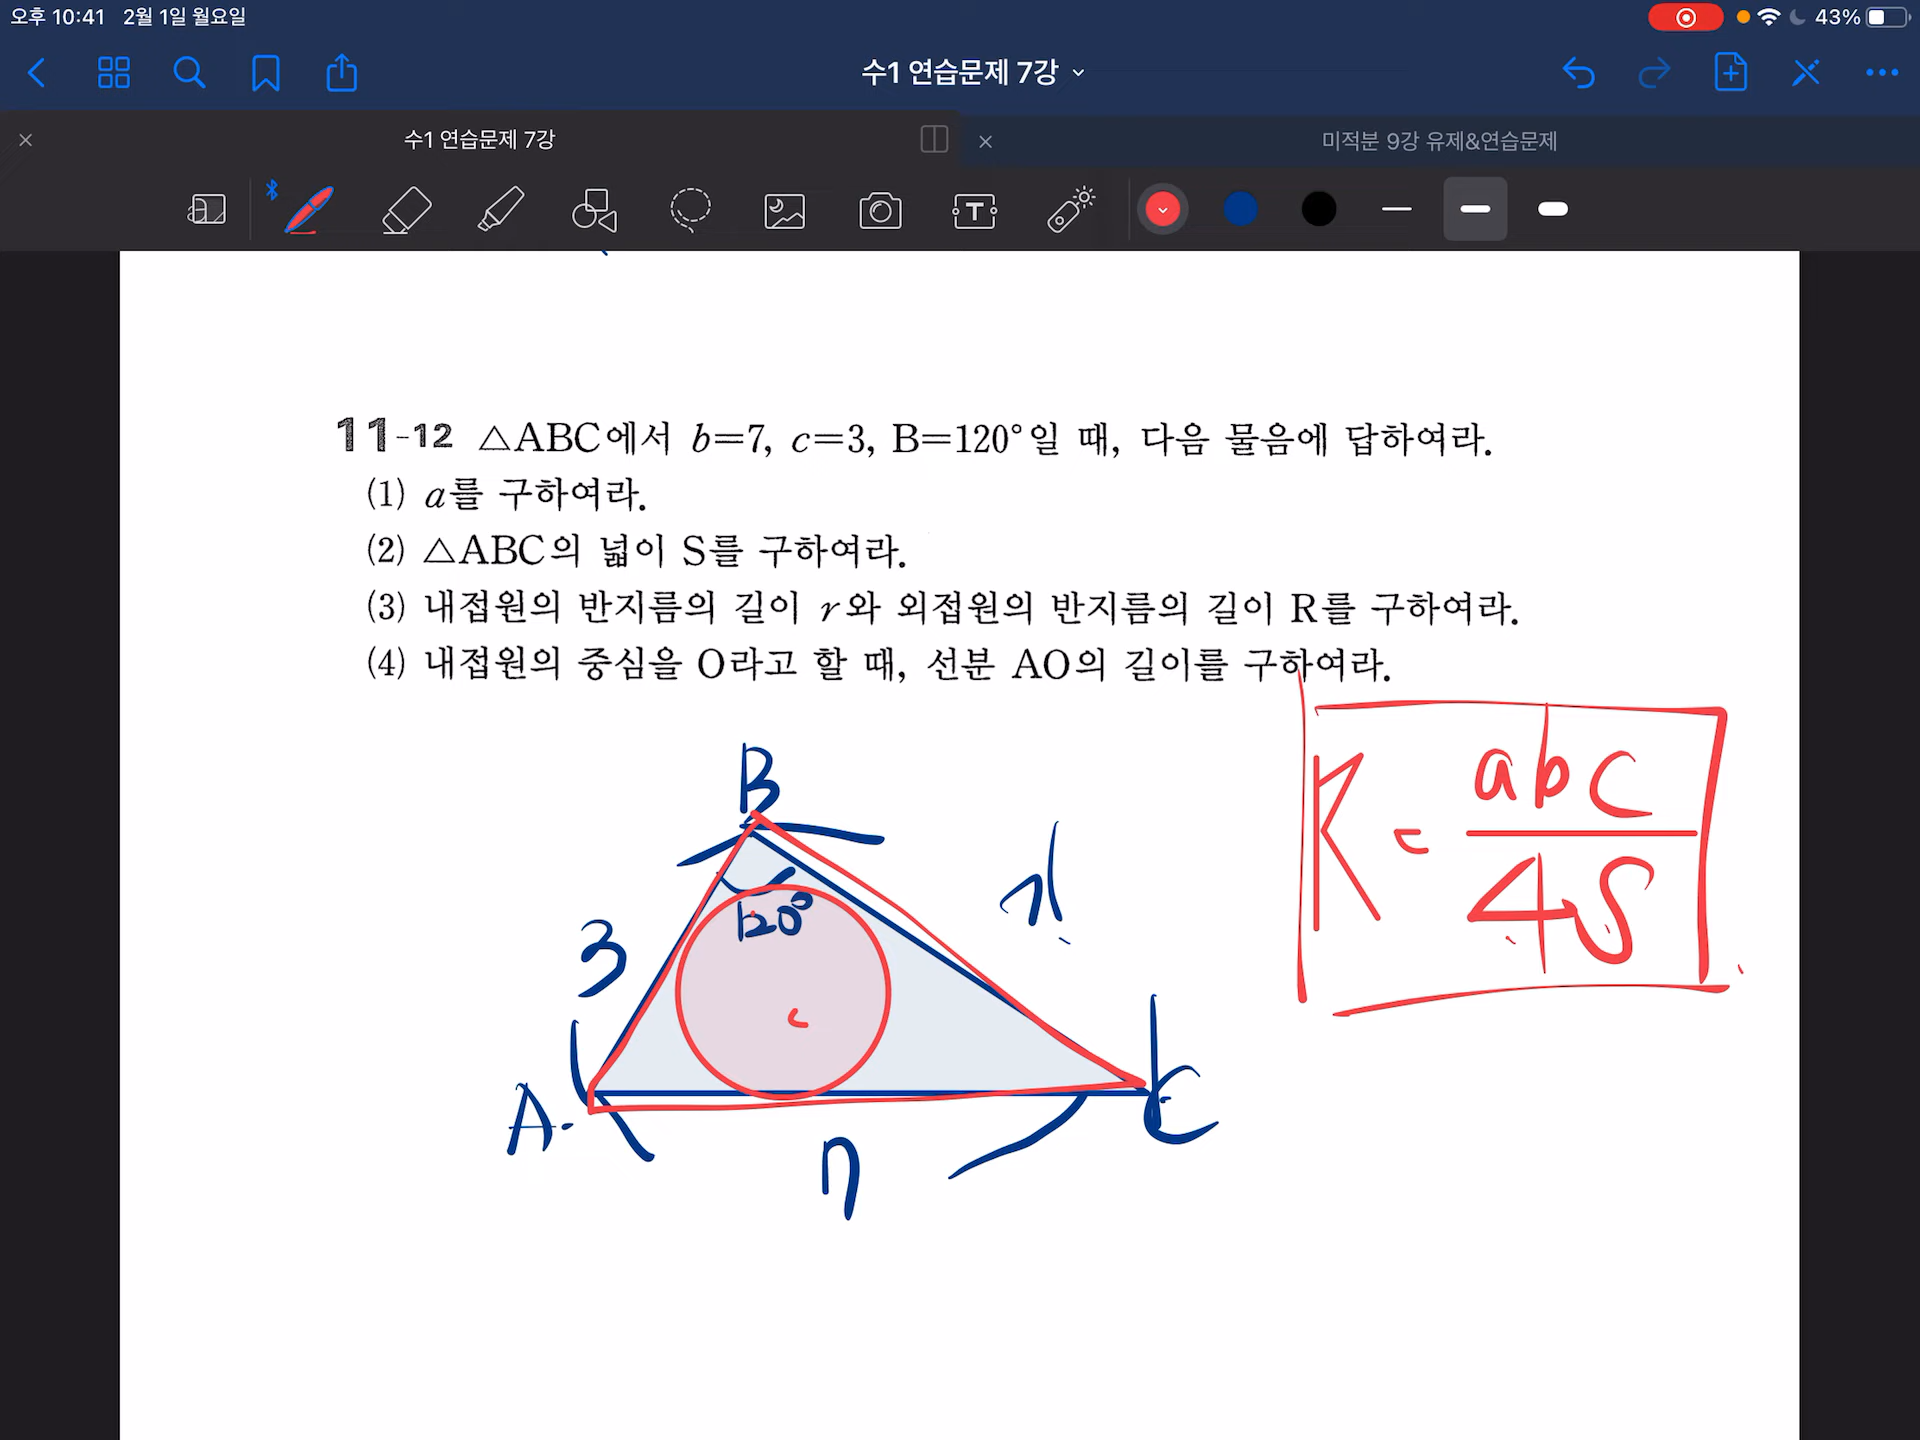 오후 10:41 2월 1일 월요일
43%
수1 연습문제 7강
수1 연습문제 7강
미적분 9강 유제&연습문제
11-12 △ABC에서 b=7, c=3, B=120°일 때, 다음 물음에 답하여라.
(1) a를 구하여라.
(2) △ABC의 넓이 S를 구하여라.
(3) 내접원의 반지름의 길이 r와 외접원의 반지름의 길이 R를 구하여라.
(4) 내접원의 중심을 O라고 할 때, 선분 AO의 길이를 구하여라.
R = abc
4S
B
120°
3
A
C
7